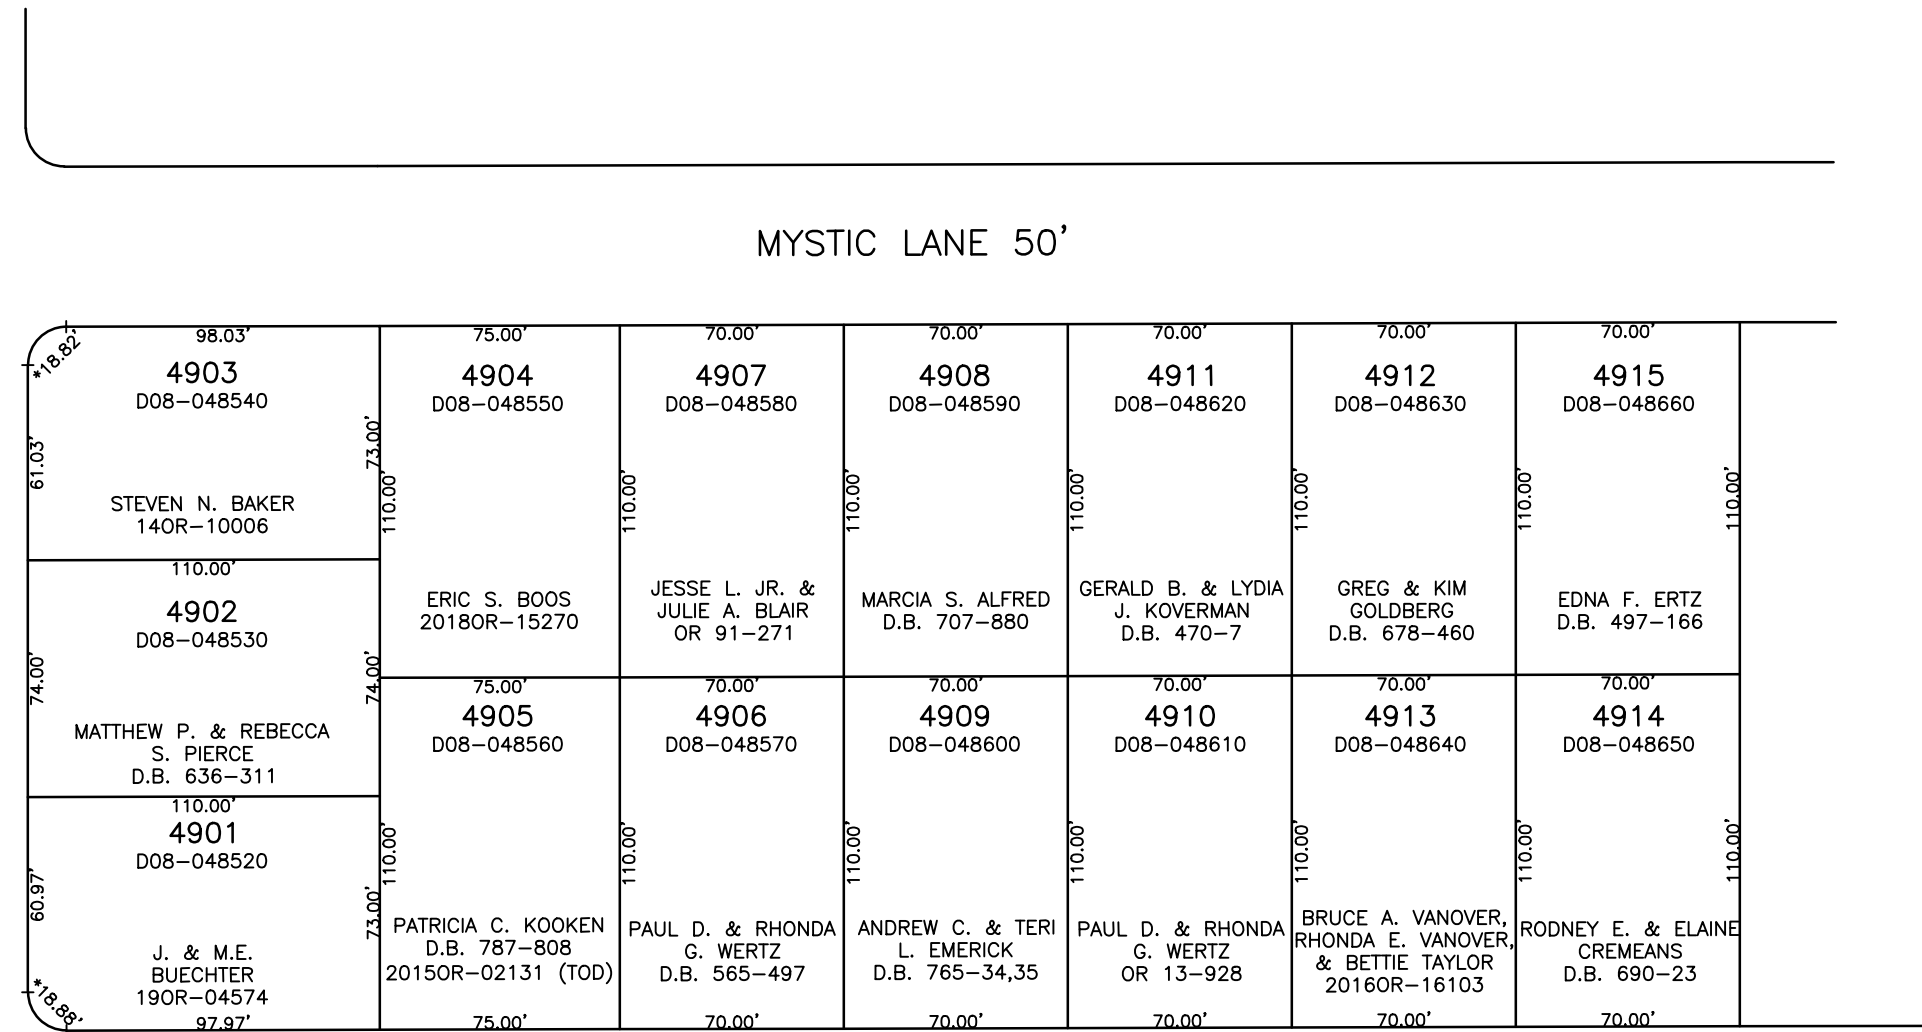 MYSTIC LANE 50'
*18.82'
98.03'
4903
D08-048540
61.03'
73.00'
STEVEN N. BAKER
14OR-10006
75.00'
4904
D08-048550
110.00'
ERIC S. BOOS
2018OR-15270
70.00'
4907
D08-048580
110.00'
JESSE L. JR. &
JULIE A. BLAIR
OR 91-271
70.00'
4908
D08-048590
110.00'
MARCIA S. ALFRED
D.B. 707-880
70.00'
4911
D08-048620
110.00'
GERALD B. & LYDIA
J. KOVERMAN
D.B. 470-7
70.00'
4912
D08-048630
110.00'
GREG & KIM
GOLDBERG
D.B. 678-460
70.00'
4915
D08-048660
110.00'
110.00'
EDNA F. ERTZ
D.B. 497-166
110.00'
4902
D08-048530
74.00'
74.00'
MATTHEW P. & REBECCA
S. PIERCE
D.B. 636-311
110.00'
4901
D08-048520
60.97'
73.00'
J. & M.E.
BUECHTER
19OR-04574
*18.88'
97.97'
75.00'
4905
D08-048560
110.00'
PATRICIA C. KOOKEN
D.B. 787-808
2015OR-02131 (TOD)
75.00'
70.00'
4906
D08-048570
110.00'
PAUL D. & RHONDA
G. WERTZ
D.B. 565-497
70.00'
70.00'
4909
D08-048600
110.00'
ANDREW C. & TERI
L. EMERICK
D.B. 765-34,35
70.00'
70.00'
4910
D08-048610
110.00'
PAUL D. & RHONDA
G. WERTZ
OR 13-928
70.00'
70.00'
4913
D08-048640
110.00'
BRUCE A. VANOVER,
RHONDA E. VANOVER,
& BETTIE TAYLOR
2016OR-16103
70.00'
70.00'
4914
D08-048650
110.00'
110.00'
RODNEY E. & ELAINE
CREMEANS
D.B. 690-23
70.00'